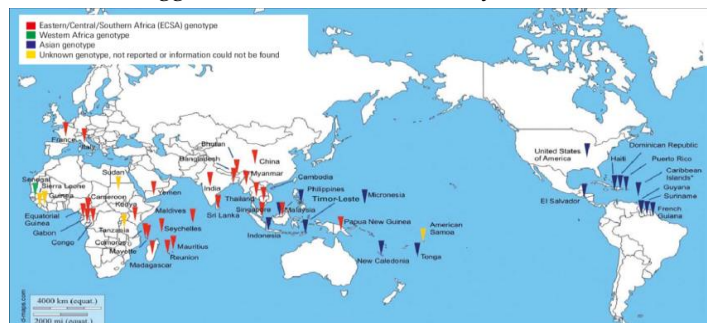 Eastern/Central/Southern Africa (ECSA) genotype
Western Africa genotype
Asian genotype
Unknown genotype, not reported or information could not be found
France
Italy
Bhutan
Bangladesh
China
Myanmar
Cambodia
Philippines
Timor-Leste
Micronesia
United States
of America
Dominican Republic
Haiti
Puerto Rico
Caribbean
Islands*
Guyana
Suriname
French
Guiana
El Salvador
Senegal
Sierra Leone
Guinea
Sudan
Cameroon
Kenya
Yemen
India
Maldives
Sri Lanka
Thailand
Singapore
Malaysia
Indonesia
Papua New Guinea
American
Samoa
New Caledonia
Tonga
Equatorial
Guinea
Gabon
Congo
Tanzania
Comoros
Mayotte
Madagascar
Seychelles
Mauribus
Reunion
4000 km (equat.)
2000 mi (equat.)